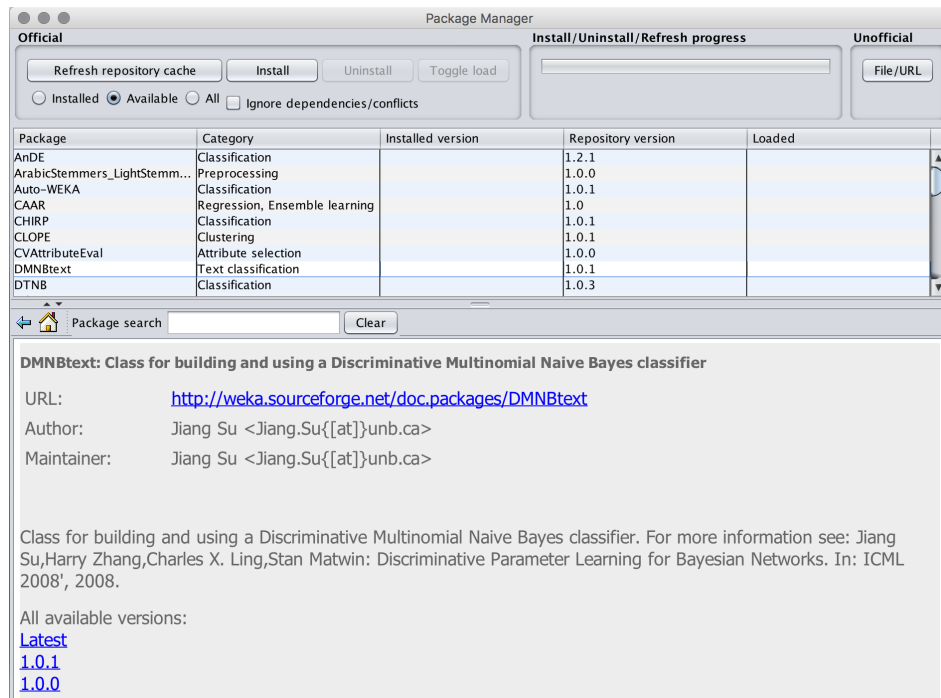 Package Manager
Official
Install/Uninstall/Refresh progress
Unofficial
Refresh repository cache
Install
Uninstall
Toggle load
File/URL
Installed
Available
All
Ignore dependencies/conflicts
Package Category Installed version Repository version Loaded
AnDE Classification 1.2.1
ArabicStemmers_LightStemm... Preprocessing 1.0.0
Auto-WEKA Classification 1.0.1
CAAR Regression, Ensemble learning 1.0
CHIRP Classification 1.0.1
CLOPE Clustering 1.0.1
CVAttributeEval Attribute selection 1.0.0
DMNBtext Text classification 1.0.1
DTNB Classification 1.0.3
Package search
Clear
DMNBtext: Class for building and using a Discriminative Multinomial Naive Bayes classifier
URL: http://weka.sourceforge.net/doc.packages/DMNBtext
Author: Jiang Su <Jiang.Su{[at]}unb.ca>
Maintainer: Jiang Su <Jiang.Su{[at]}unb.ca>
Class for building and using a Discriminative Multinomial Naive Bayes classifier. For more information see: Jiang
Su,Harry Zhang,Charles X. Ling,Stan Matwin: Discriminative Parameter Learning for Bayesian Networks. In: ICML
2008', 2008.
All available versions:
Latest
1.0.1
1.0.0